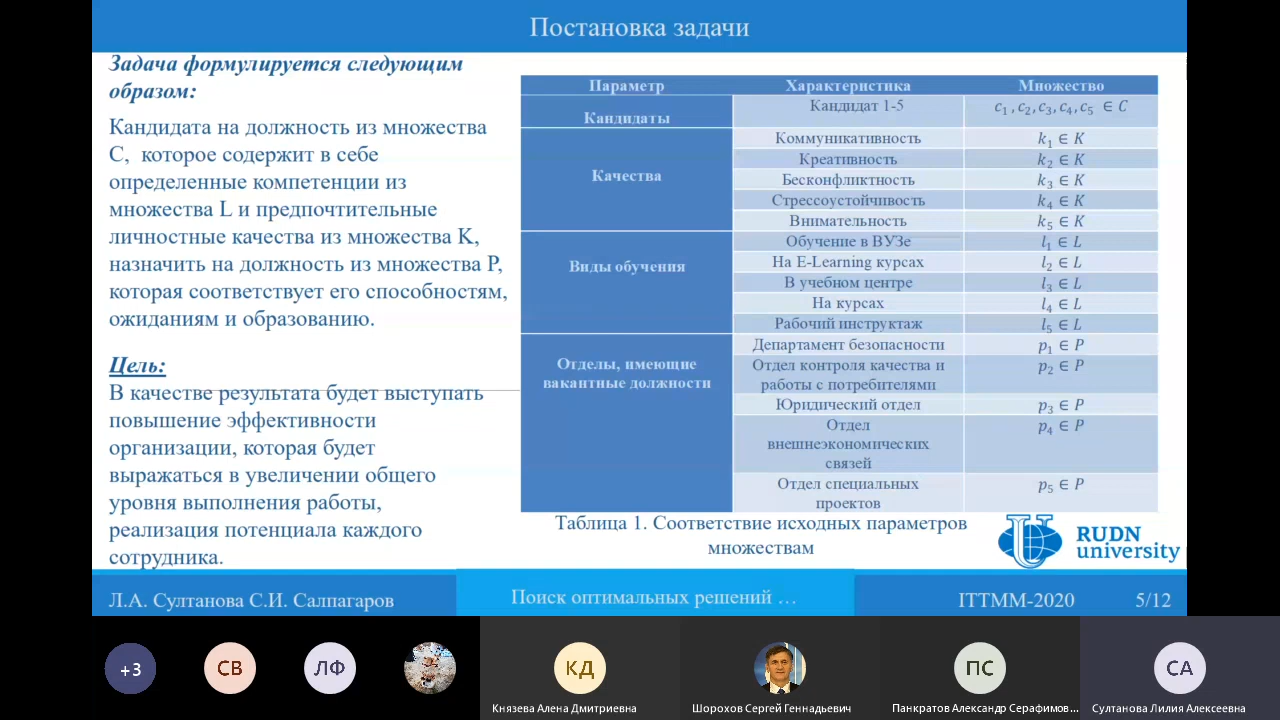 Постановка задачи
Задача формулируется следующим
образом:
Кандидата на должность из множества
C, которое содержит в себе
определенные компетенции из
множества L и предпочтительные
личностные качества из множества K,
назначить на должность из множества P,
которая соответствует его способностям,
ожиданиям и образованию.
Цель:
В качестве результата будет выступать
повышение эффективности
организации, которая будет
выражаться в увеличении общего
уровня выполнения работы,
реализация потенциала каждого
сотрудника.
Параметр Характеристика Множество
Кандидаты Кандидат 1-5 c₁, c₂, c₃, c₄, c₅ ∈ C
Качества
Коммуникативность k₁ ∈ K
Креативность k₂ ∈ K
Бесконфликтность k₃ ∈ K
Стрессоустойчивость k₄ ∈ K
Внимательность k₅ ∈ K
Виды обучения
Обучение в ВУЗе l₁ ∈ L
На E-Learning курсах l₂ ∈ L
В учебном центре l₃ ∈ L
На курсах l₄ ∈ L
Рабочий инструктаж l₅ ∈ L
Отделы, имеющие
вакантные должности
Департамент безопасности p₁ ∈ P
Отдел контроля качества и p₂ ∈ P
работы с потребителями
Юридический отдел p₃ ∈ P
Отдел p₄ ∈ P
внешнеэкономических
связей
Отдел специальных p₅ ∈ P
проектов
Таблица 1. Соответствие исходных параметров
множествам
RUDN
university
Л.А. Султанова С.И. Салпагаров
Поиск оптимальных решений …
ITTMM-2020
5/12
+3
СВ
ЛФ
КД
ПС
СА
Князева Алена Дмитриевна
Шорохов Сергей Геннадьевич
Панкратов Александр Серафимов...
Султанова Лилия Алексеевна